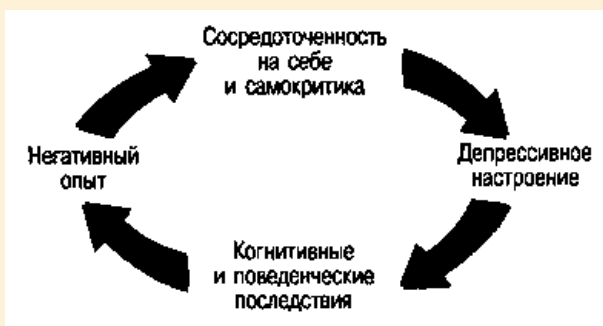 Сосредоточенность
на себе
и самокритика
Негативный
опыт
Депрессивное
настроение
Когнитивные
и поведенческие
последствия